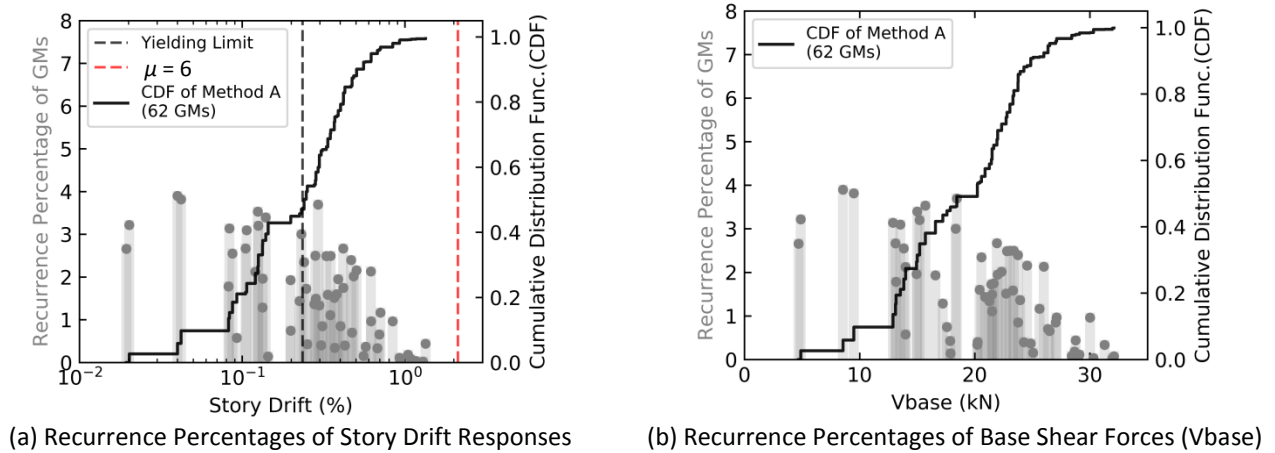 8
7
6
5
4
3
2
1
0
Recurrence Percentage of GMs
Yielding Limit
μ = 6
CDF of Method A
(62 GMs)
1.0
0.8
0.6
0.4
0.2
0.0
Cumulative Distribution Func.(CDF)
10⁻² 10⁻¹ 10⁰
Story Drift (%)
(a) Recurrence Percentages of Story Drift Responses
8
7
6
5
4
3
2
1
0
Recurrence Percentage of GMs
CDF of Method A
(62 GMs)
1.0
0.8
0.6
0.4
0.2
0.0
Cumulative Distribution Func.(CDF)
0 10 20 30
Vbase (kN)
(b) Recurrence Percentages of Base Shear Forces (Vbase)